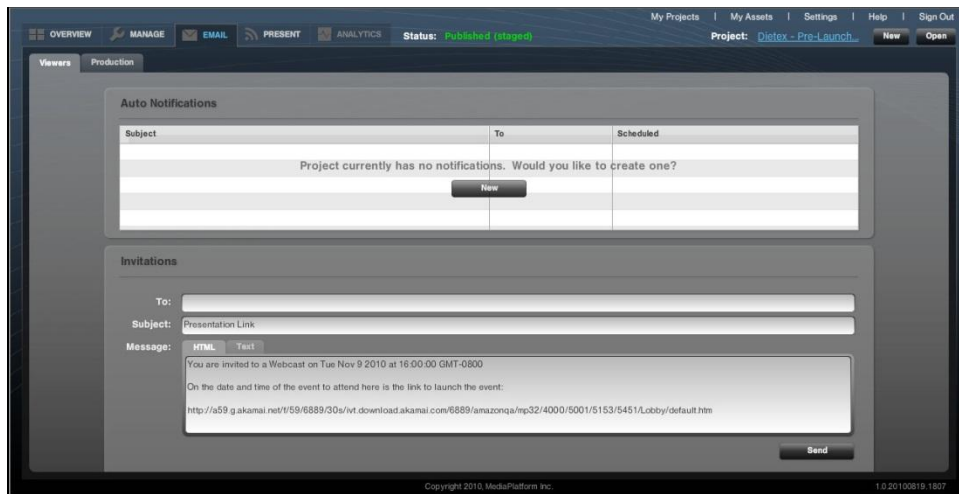 My Projects | My Assets | Settings | Help | Sign Out
OVERVIEW MANAGE EMAIL PRESENT ANALYTICS Status: Published (staged) Project: Dietex - Pre-Launch... New Open
Viewers Production
Auto Notifications
Subject To Scheduled
Project currently has no notifications. Would you like to create one?
New
Invitations
To:
Subject: Presentation Link
Message: HTML Text
You are invited to a Webcast on Tue Nov 9 2010 at 16:00:00 GMT-0800
On the date and time of the event to attend here is the link to launch the event:
http://a59.g.akamai.net/f/59/6889/30s/ivt.download.akamai.com/6889/amazonqa/mp32/4000/5001/5153/5451/Lobby/default.htm
Send
Copyright 2010, MediaPlatform Inc. 1.0.20100819.1807